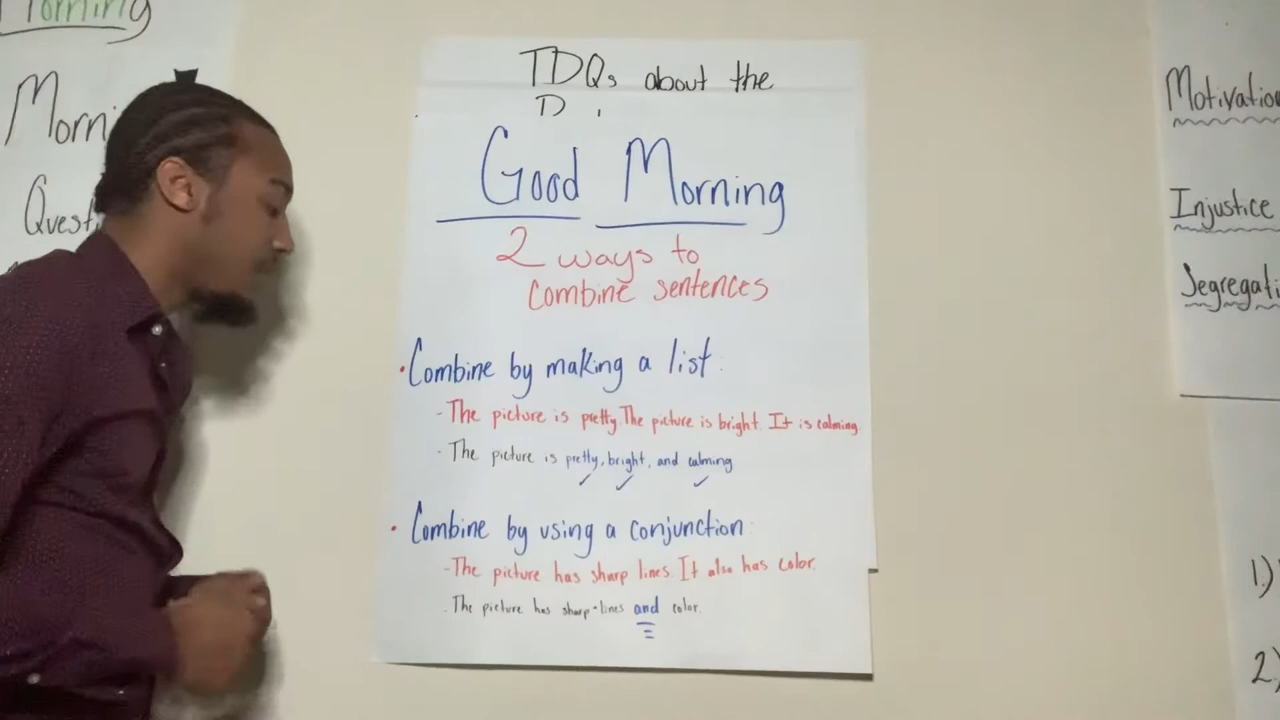 Morning
Morni
Quest
TDQs about the
Good Morning
2 ways to
combine sentences
• Combine by making a list:
- The picture is pretty. The picture is bright. It is calming.
- The picture is pretty, bright, and calming
• Combine by using a conjunction:
- The picture has sharp lines. It also has color.
- The picture has sharp-lines and color.
Motivation
Injustice
Segregati
1.)
2.)